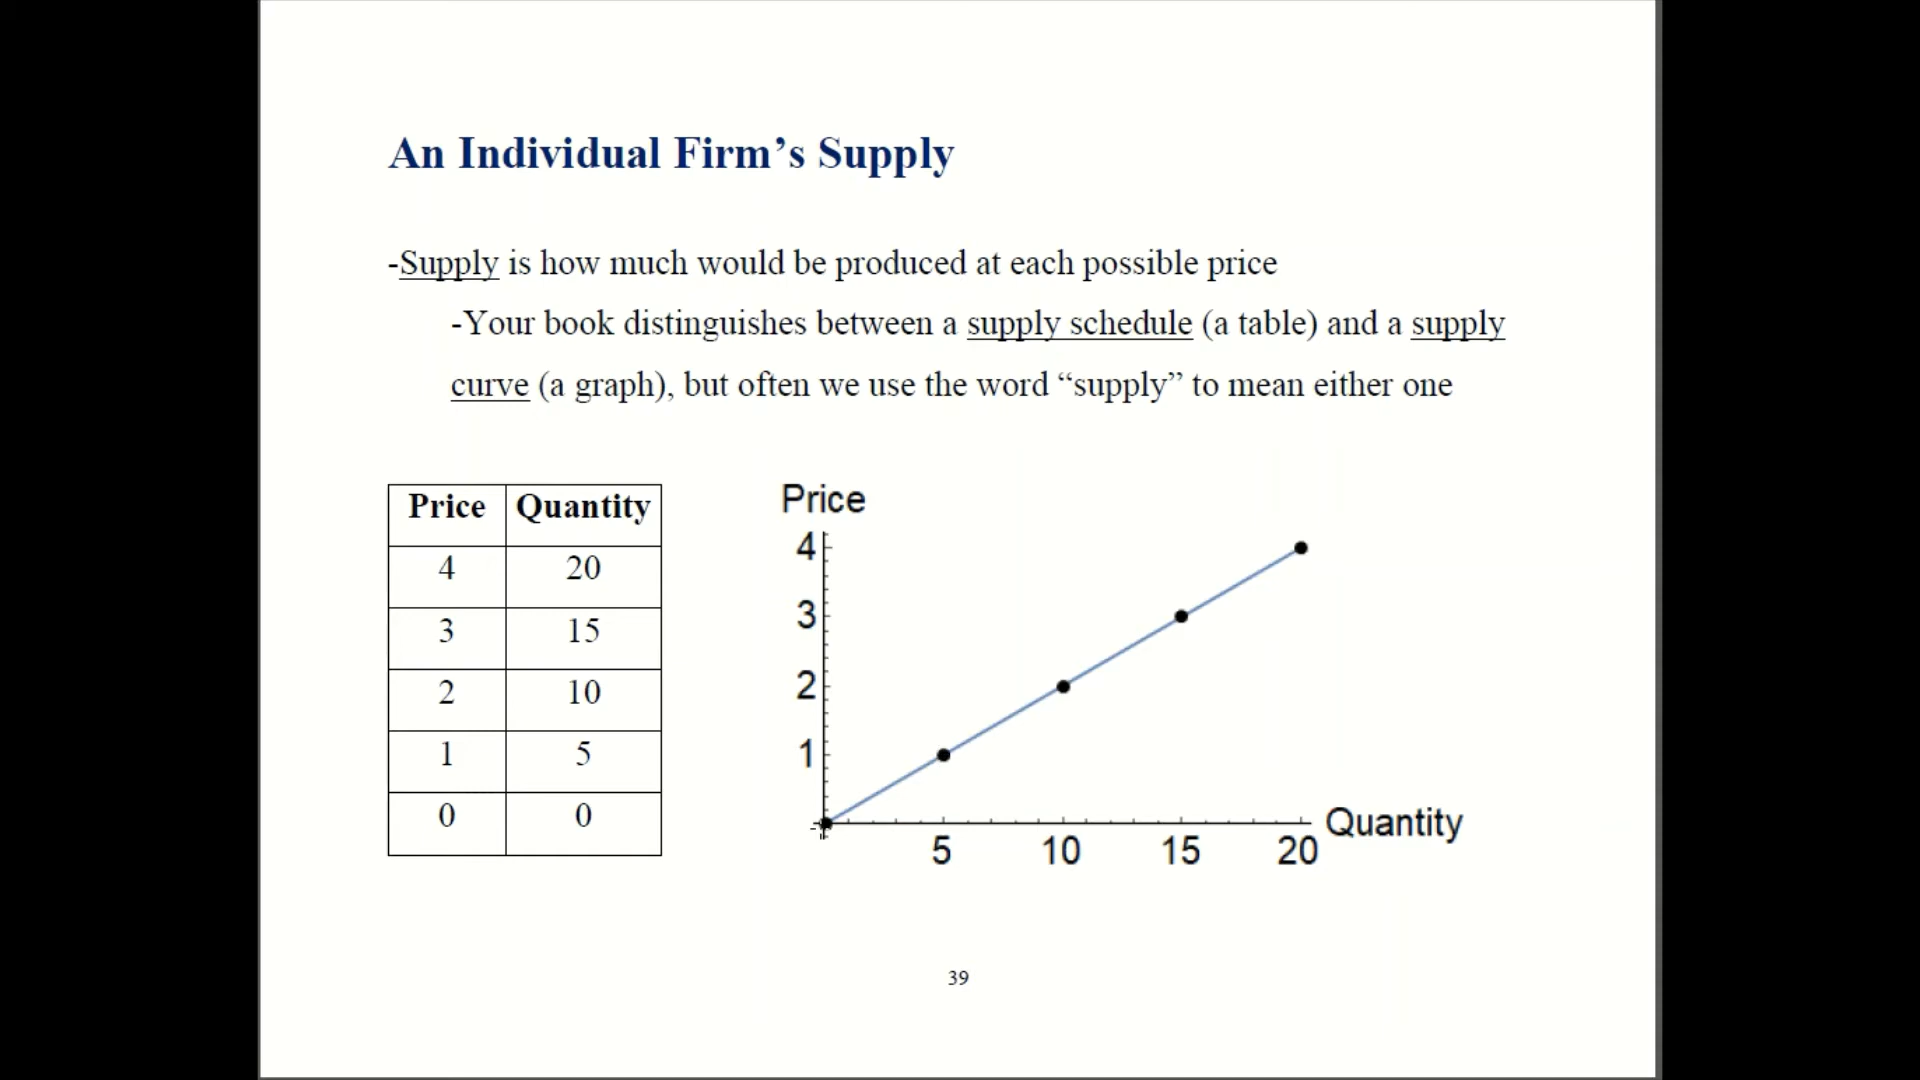 An Individual Firm’s Supply
-Supply is how much would be produced at each possible price
-Your book distinguishes between a supply schedule (a table) and a supply
curve (a graph), but often we use the word “supply” to mean either one
Price Quantity
4 20
3 15
2 10
1 5
0 0
Price
4
3
2
1
Quantity
5 10 15 20
39